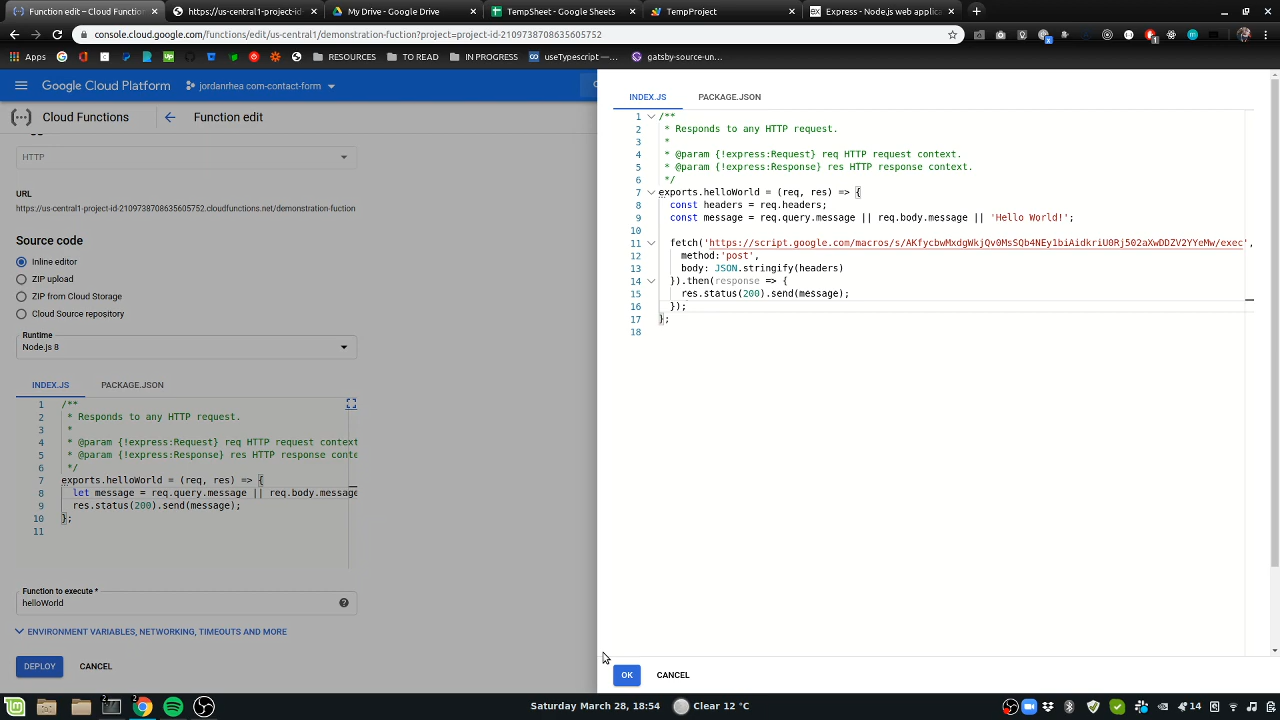 Cloud Functions - jordanrhea
https://us-central1-project-id-
My Drive - Google Drive
TempSheet - Google Sheets
TempProject
EX Express - Node.js web applica
console.cloud.google.com/functions/edit/us-central1/demonstration-fuction?project=project-id-2109738708635605752
Apps
RESOURCES
TO READ
IN PROGRESS
useTypescript —...
gatsby-source-un...
Google Cloud Platform
jordanrhea com-contact-form
Cloud Functions
Function edit
HTTP
URL
https://us-central1-project-id-2109738708635605752.cloudfunctions.net/demonstration-fuction
Source code
Inline editor
ZIP upload
ZIP from Cloud Storage
Cloud Source repository
Runtime
Node.js 8
INDEX.JS PACKAGE.JSON
1 /**
2 * Responds to any HTTP request.
3 *
4 * @param {!express:Request} req HTTP request context
5 * @param {!express:Response} res HTTP response conte
6 */
7 exports.helloWorld = (req, res) => {
8 let message = req.query.message || req.body.message
9 res.status(200).send(message);
10 };
11
Function to execute *
helloWorld
ENVIRONMENT VARIABLES, NETWORKING, TIMEOUTS AND MORE
DEPLOY CANCEL
INDEX.JS PACKAGE.JSON
1 /**
2 * Responds to any HTTP request.
3 *
4 * @param {!express:Request} req HTTP request context.
5 * @param {!express:Response} res HTTP response context.
6 */
7 exports.helloWorld = (req, res) => {
8 const headers = req.headers;
9 const message = req.query.message || req.body.message || 'Hello World!';
10
11 fetch('https://script.google.com/macros/s/AKfycbwMxdgWkjQv0MsSQb4NEy1biAidkriU0Rj502aXwDDZV2YYeMw/exec',
12 method:'post',
13 body: JSON.stringify(headers)
14 }).then(response => {
15 res.status(200).send(message);
16 });
17 };
18
OK CANCEL
Saturday March 28, 18:54
Clear 12 °C
14